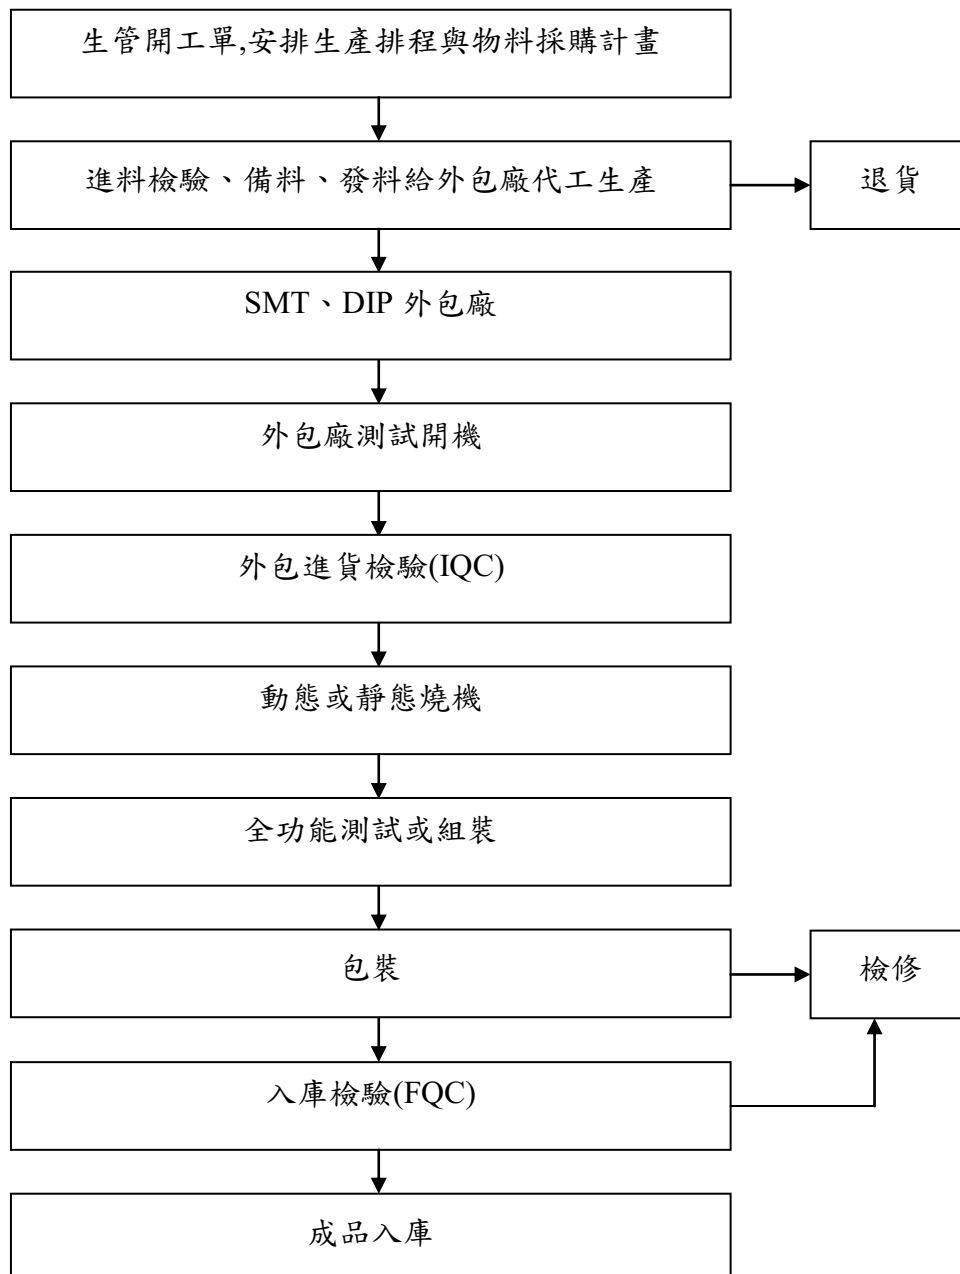 生管開工單,安排生產排程與物料採購計畫
進料檢驗、備料、發料給外包廠代工生產
退貨
SMT、DIP 外包廠
外包廠測試開機
外包進貨檢驗(IQC)
動態或靜態燒機
全功能測試或組裝
包裝
檢修
入庫檢驗(FQC)
成品入庫